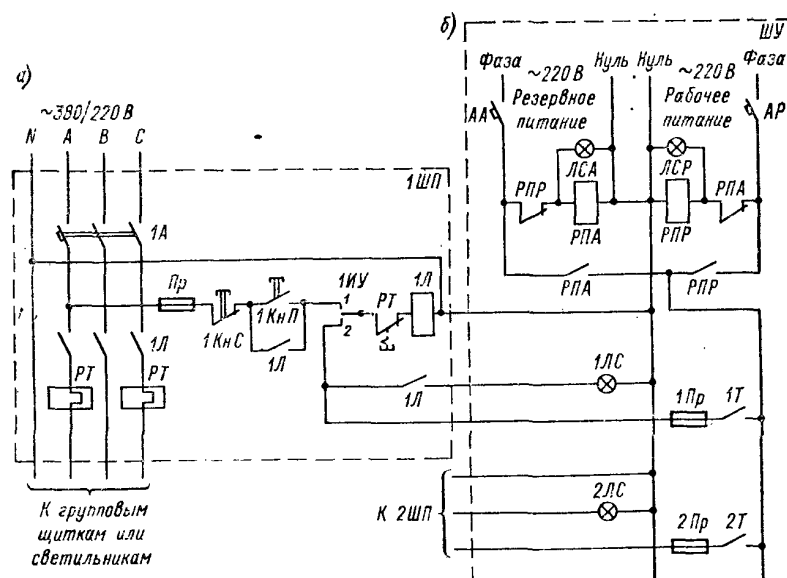 а)
~380/220 В
N A B C
1ШП
1А
Пр
1КнС
1КнП
1Л
1ИУ
1
2
РТ
1Л
1Л
РТ
РТ
1Л
К групповым
щиткам или
светильникам
б)
ШУ
Фаза Нуль Нуль Фаза
~220 В
Резервное
питание
~220 В
Рабочее
питание
АА
АР
ЛСА
ЛСР
РПР
РПА
РПА
РПР
РПА
РПР
1ЛС
1Пр
1Т
К 2ШП
2ЛС
2Пр
2Т